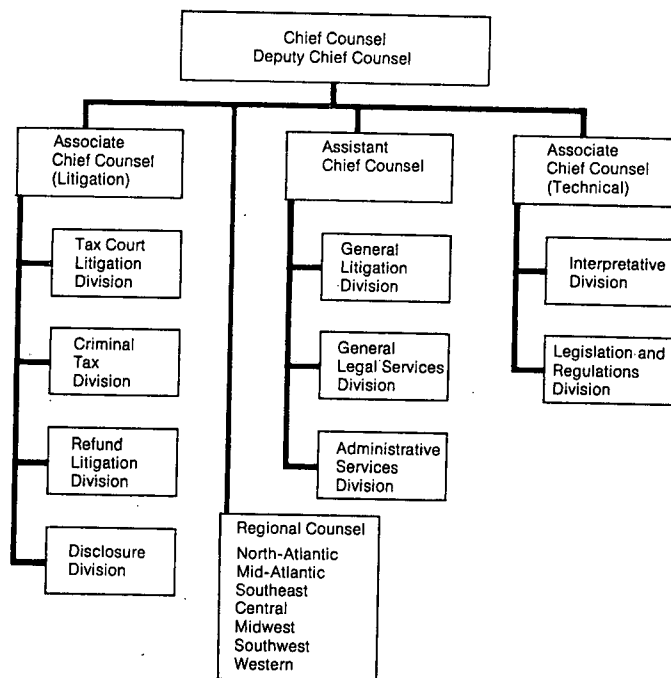 Chief Counsel
Deputy Chief Counsel
Associate
Chief Counsel
(Litigation)
Assistant
Chief Counsel
Associate
Chief Counsel
(Technical)
Tax Court
Litigation
Division
General
Litigation
Division
Interpretative
Division
Criminal
Tax
Division
General
Legal Services
Division
Legislation and
Regulations
Division
Refund
Litigation
Division
Administrative
Services
Division
Disclosure
Division
Regional Counsel
North-Atlantic
Mid-Atlantic
Southeast
Central
Midwest
Southwest
Western